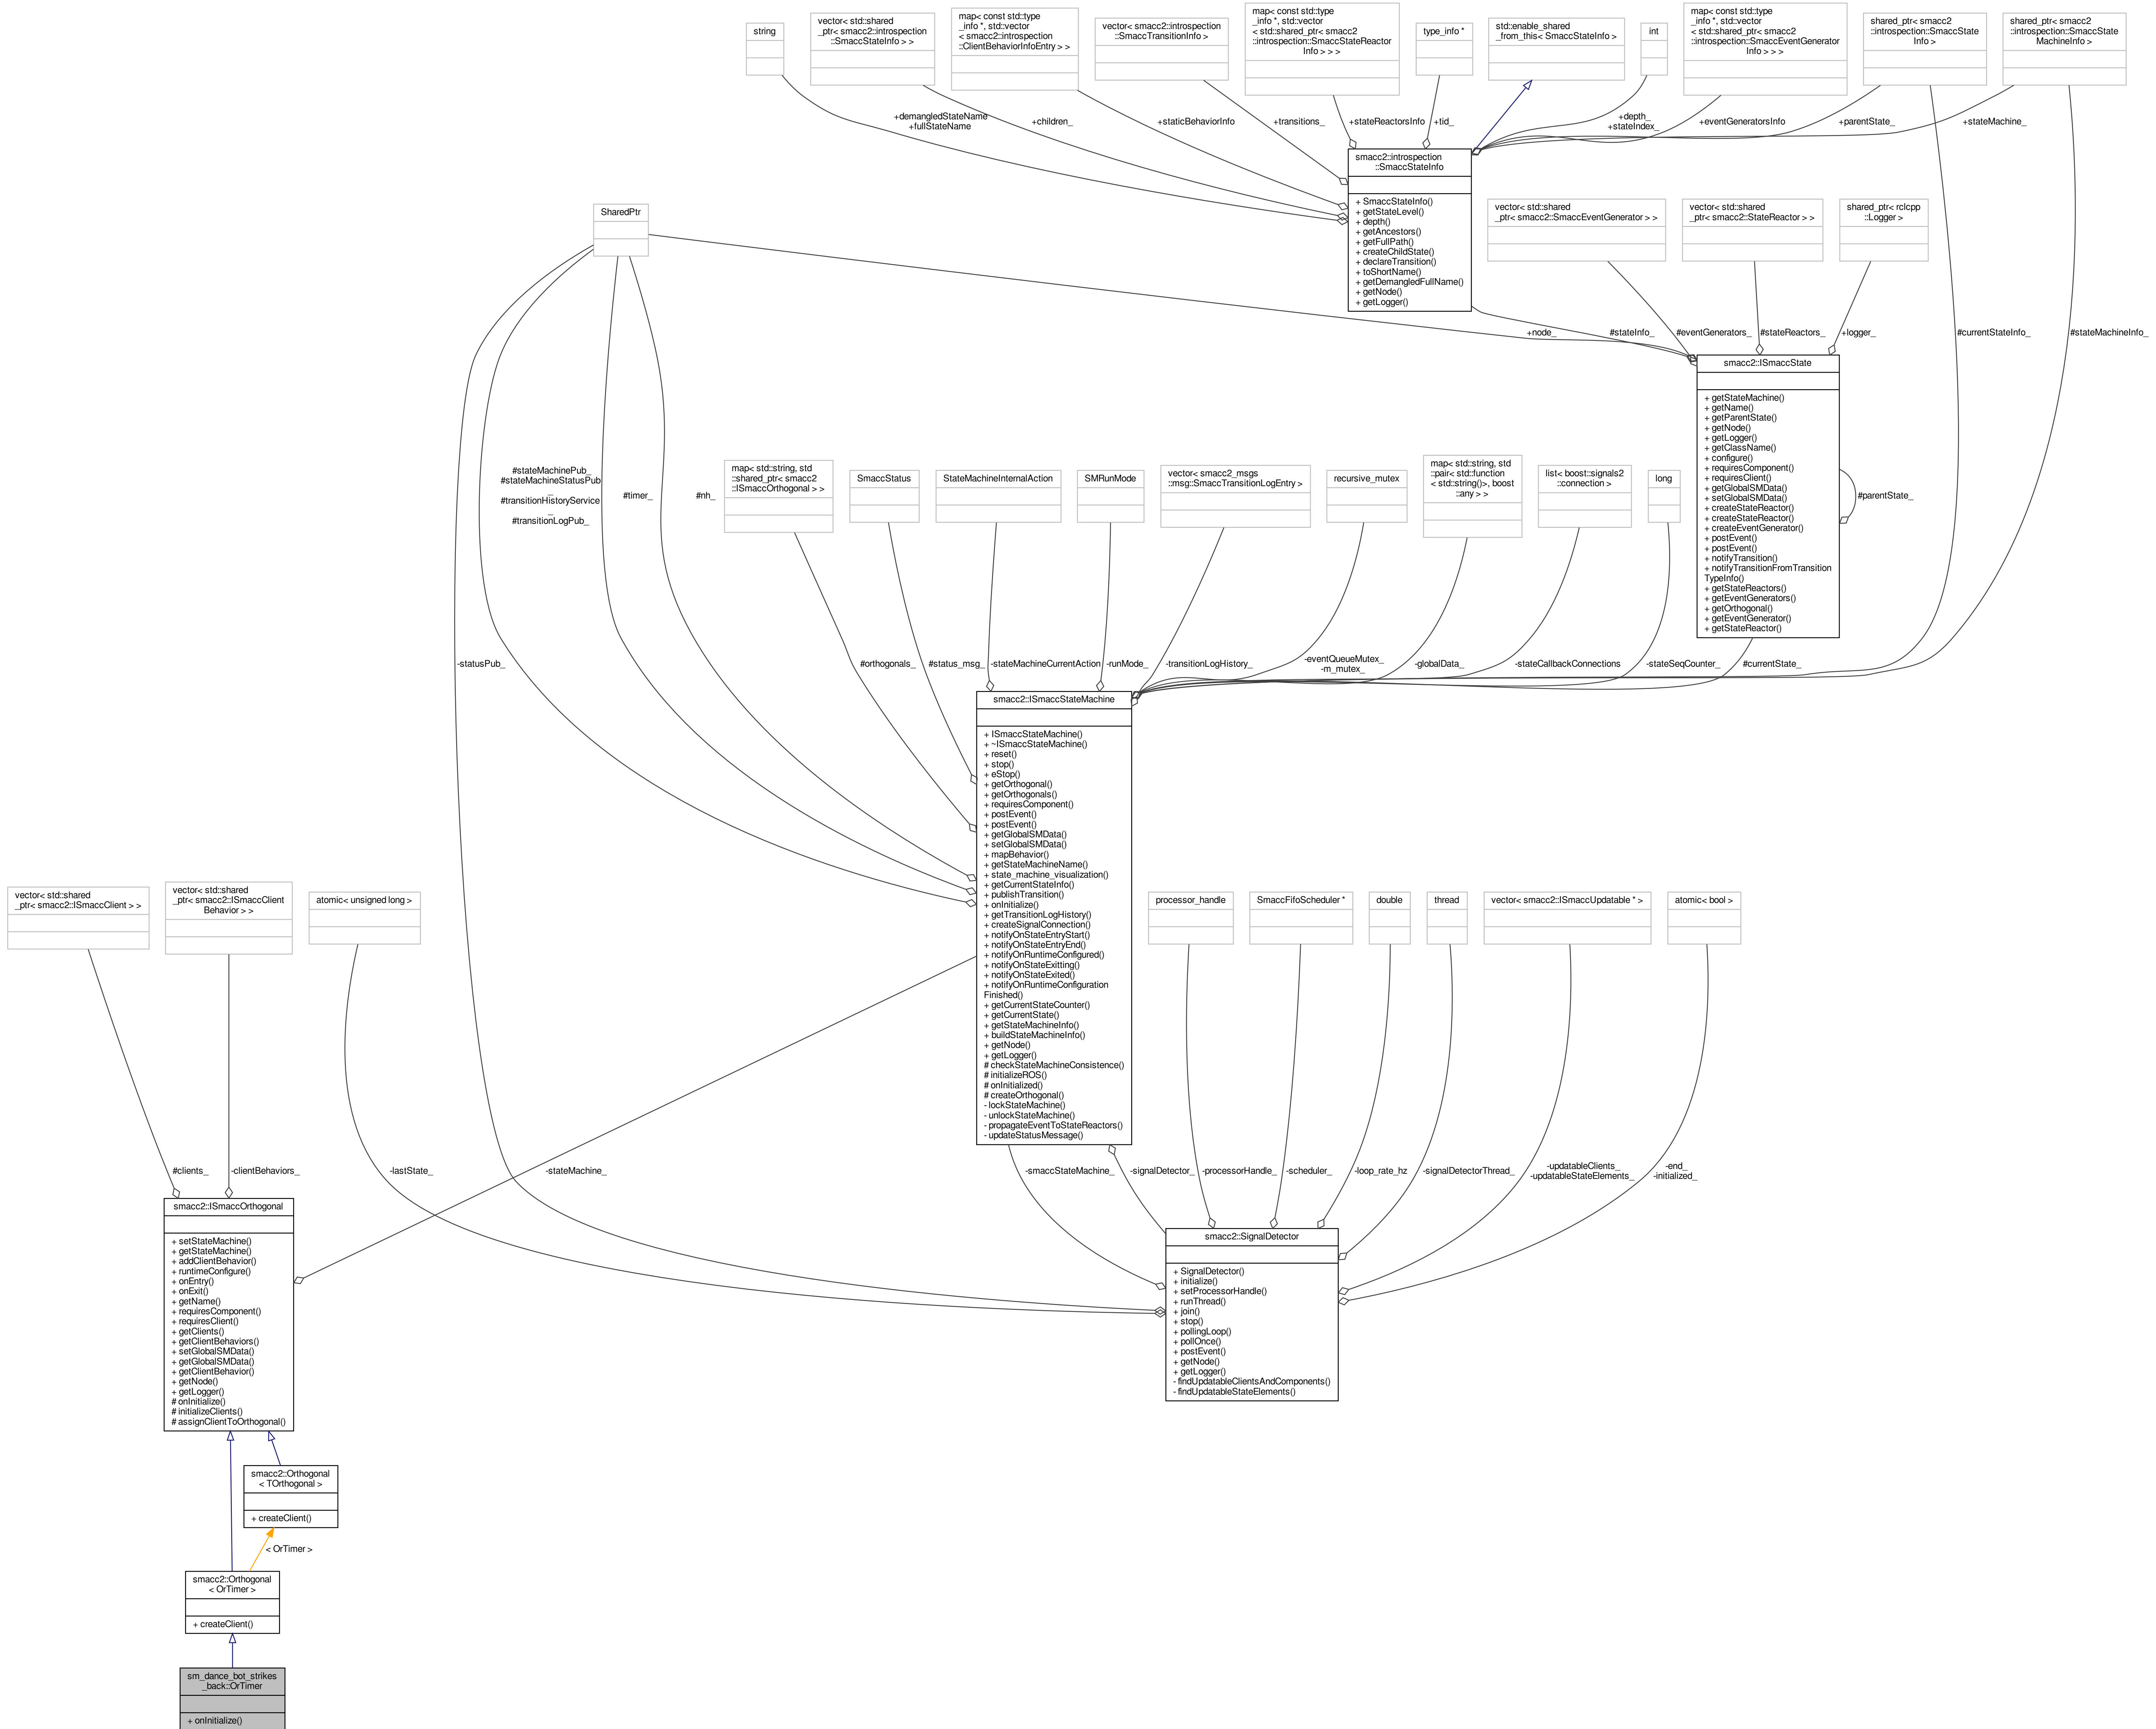 string
vector< std::shared
_ptr< smacc2::introspection
::SmaccStateInfo > >
map< const std::type
_info *, std::vector
< smacc2::introspection
::ClientBehaviorInfoEntry > >
vector< smacc2::introspection
::SmaccTransitionInfo >
map< const std::type
_info *, std::vector
< std::shared_ptr< smacc2
::introspection::SmaccStateReactor
Info > > >
type_info *
std::enable_shared
_from_this< SmaccStateInfo >
int
map< const std::type
_info *, std::vector
< std::shared_ptr< smacc2
::introspection::SmaccEventGenerator
Info > > >
shared_ptr< smacc2
::introspection::SmaccState
Info >
shared_ptr< smacc2
::introspection::SmaccState
MachineInfo >
+demangledStateName
+fullStateName
+children_
+staticBehaviorInfo
+transitions_
+stateReactorsInfo
+tid_
+depth_
+stateIndex_
+eventGeneratorsInfo
+parentState_
+stateMachine_
smacc2::introspection
::SmaccStateInfo
+ SmaccStateInfo()
+ getStateLevel()
+ depth()
+ getAncestors()
+ getFullPath()
+ createChildState()
+ declareTransition()
+ toShortName()
+ getDemangledFullName()
+ getNode()
+ getLogger()
SharedPtr
vector< std::shared
_ptr< smacc2::SmaccEventGenerator > >
vector< std::shared
_ptr< smacc2::StateReactor > >
shared_ptr< rclcpp
::Logger >
+node_
#stateInfo_
#eventGenerators_
#stateReactors_
+logger_
#currentStateInfo_
#stateMachineInfo_
smacc2::ISmaccState
+ getStateMachine()
+ getName()
+ getParentState()
+ getNode()
+ getLogger()
+ getClassName()
+ configure()
+ requiresComponent()
+ requiresClient()
+ getGlobalSMData()
+ setGlobalSMData()
+ createStateReactor()
+ createStateReactor()
+ createEventGenerator()
+ postEvent()
+ postEvent()
+ notifyTransition()
+ notifyTransitionFromTransition
TypeInfo()
+ getStateReactors()
+ getEventGenerators()
+ getOrthogonal()
+ getEventGenerator()
+ getStateReactor()
#parentState_
#stateMachinePub_
#stateMachineStatusPub
_
#transitionHistoryService
_
#transitionLogPub_
#timer_
#nh_
map< std::string, std
::shared_ptr< smacc2
::ISmaccOrthogonal > >
SmaccStatus
StateMachineInternalAction
SMRunMode
vector< smacc2_msgs
::msg::SmaccTransitionLogEntry >
recursive_mutex
map< std::string, std
::pair< std::function
< std::string()>, boost
::any > >
list< boost::signals2
::connection >
long
-statusPub_
#orthogonals_
#status_msg_
-stateMachineCurrentAction
-runMode_
-transitionLogHistory_
-eventQueueMutex_
-m_mutex_
-globalData_
-stateCallbackConnections
-stateSeqCounter_
#currentState_
smacc2::ISmaccStateMachine
+ ISmaccStateMachine()
+ ~ISmaccStateMachine()
+ reset()
+ stop()
+ eStop()
+ getOrthogonal()
+ getOrthogonals()
+ requiresComponent()
+ postEvent()
+ postEvent()
+ getGlobalSMData()
+ setGlobalSMData()
+ mapBehavior()
+ getStateMachineName()
+ state_machine_visualization()
+ getCurrentStateInfo()
+ publishTransition()
+ onInitialize()
+ getTransitionLogHistory()
+ createSignalConnection()
+ notifyOnStateEntryStart()
+ notifyOnStateEntryEnd()
+ notifyOnRuntimeConfigured()
+ notifyOnStateExitting()
+ notifyOnStateExited()
+ notifyOnRuntimeConfiguration
Finished()
+ getCurrentStateCounter()
+ getCurrentState()
+ getStateMachineInfo()
+ buildStateMachineInfo()
+ getNode()
+ getLogger()
# checkStateMachineConsistence()
# initializeROS()
# onInitialized()
# createOrthogonal()
- lockStateMachine()
- unlockStateMachine()
- propagateEventToStateReactors()
- updateStatusMessage()
vector< std::shared
_ptr< smacc2::ISmaccClient > >
vector< std::shared
_ptr< smacc2::ISmaccClient
Behavior > >
atomic< unsigned long >
processor_handle
SmaccFifoScheduler *
double
thread
vector< smacc2::ISmaccUpdatable * >
atomic< bool >
#clients_
-clientBehaviors_
-lastState_
-stateMachine_
-smaccStateMachine_
-signalDetector_
-processorHandle_
-scheduler_
-loop_rate_hz
-signalDetectorThread_
-updatableClients_
-updatableStateElements_
-end_
-initialized_
smacc2::ISmaccOrthogonal
+ setStateMachine()
+ getStateMachine()
+ addClientBehavior()
+ runtimeConfigure()
+ onEntry()
+ onExit()
+ getName()
+ requiresComponent()
+ requiresClient()
+ getClients()
+ getClientBehaviors()
+ setGlobalSMData()
+ getGlobalSMData()
+ getClientBehavior()
+ getNode()
+ getLogger()
# onInitialize()
# initializeClients()
# assignClientToOrthogonal()
smacc2::SignalDetector
+ SignalDetector()
+ initialize()
+ setProcessorHandle()
+ runThread()
+ join()
+ stop()
+ pollingLoop()
+ pollOnce()
+ postEvent()
+ getNode()
+ getLogger()
- findUpdatableClientsAndComponents()
- findUpdatableStateElements()
smacc2::Orthogonal
< TOrthogonal >
+ createClient()
< OrTimer >
smacc2::Orthogonal
< OrTimer >
+ createClient()
sm_dance_bot_strikes
_back::OrTimer
+ onInitialize()